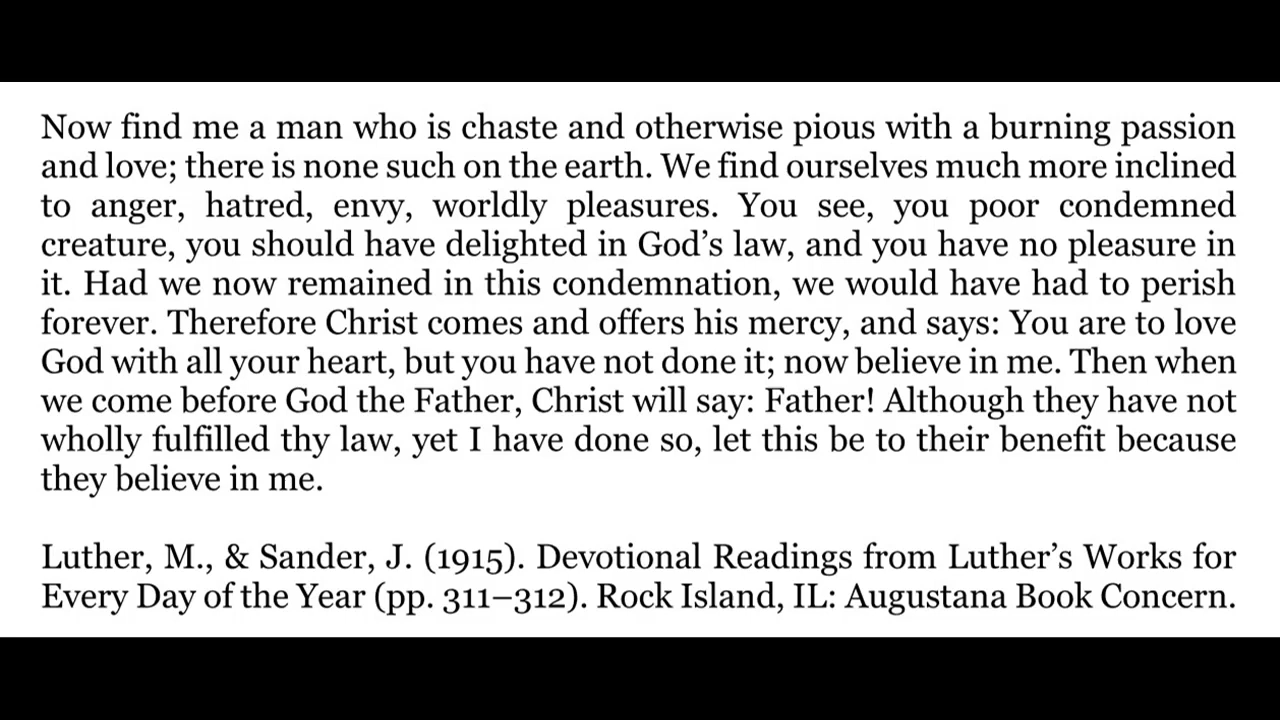 Now find me a man who is chaste and otherwise pious with a burning passion
and love; there is none such on the earth. We find ourselves much more inclined
to anger, hatred, envy, worldly pleasures. You see, you poor condemned
creature, you should have delighted in God’s law, and you have no pleasure in
it. Had we now remained in this condemnation, we would have had to perish
forever. Therefore Christ comes and offers his mercy, and says: You are to love
God with all your heart, but you have not done it; now believe in me. Then when
we come before God the Father, Christ will say: Father! Although they have not
wholly fulfilled thy law, yet I have done so, let this be to their benefit because
they believe in me.
Luther, M., & Sander, J. (1915). Devotional Readings from Luther’s Works for
Every Day of the Year (pp. 311–312). Rock Island, IL: Augustana Book Concern.